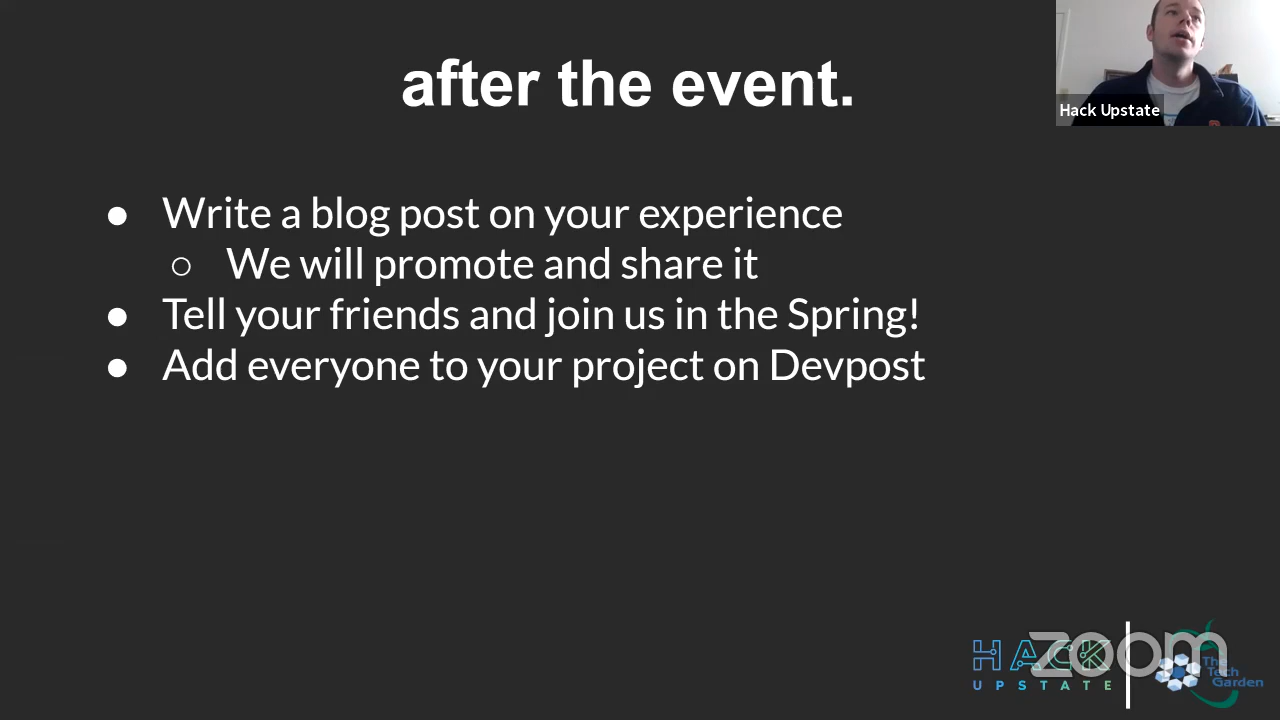 after the event.
Hack Upstate
● Write a blog post on your experience
○ We will promote and share it
● Tell your friends and join us in the Spring!
● Add everyone to your project on Devpost
HACK
UPSTATE
zoom
The
Tech
Garden